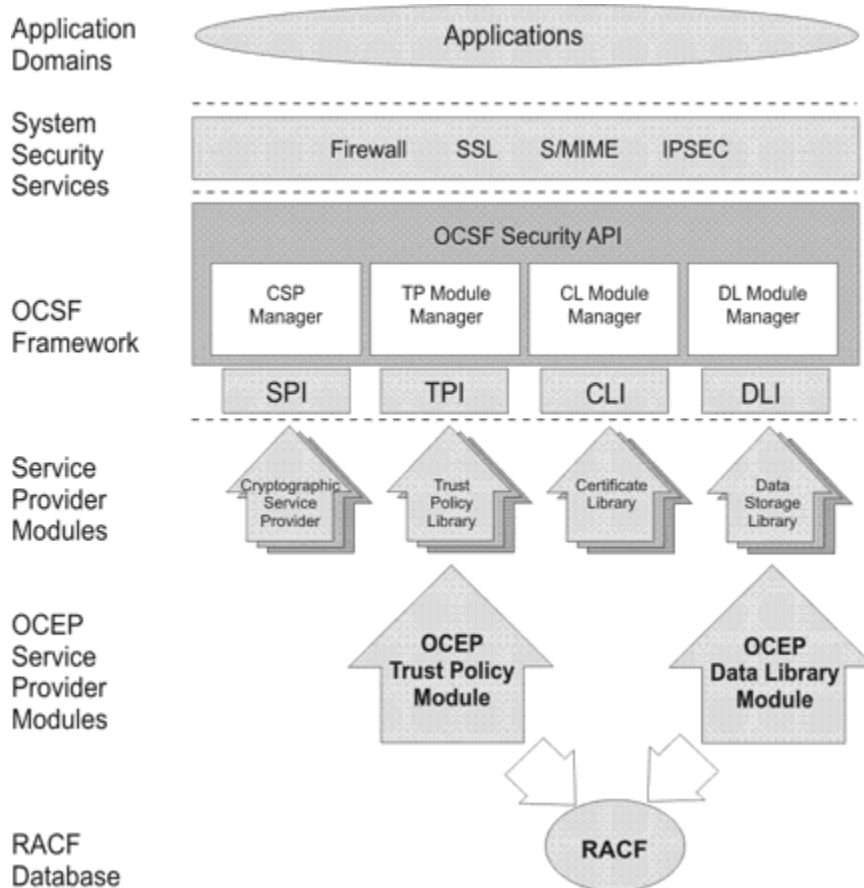 Application
Domains
Applications
System
Security
Services
Firewall SSL S/MIME IPSEC
OCSF
Framework
OCSF Security API
CSP
Manager
TP Module
Manager
CL Module
Manager
DL Module
Manager
SPI TPI CLI DLI
Service
Provider
Modules
Cryptographic
Service
Provider
Trust
Policy
Library
Certificate
Library
Data
Storage
Library
OCEP
Service
Provider
Modules
OCEP
Trust Policy
Module
OCEP
Data Library
Module
RACF
Database
RACF